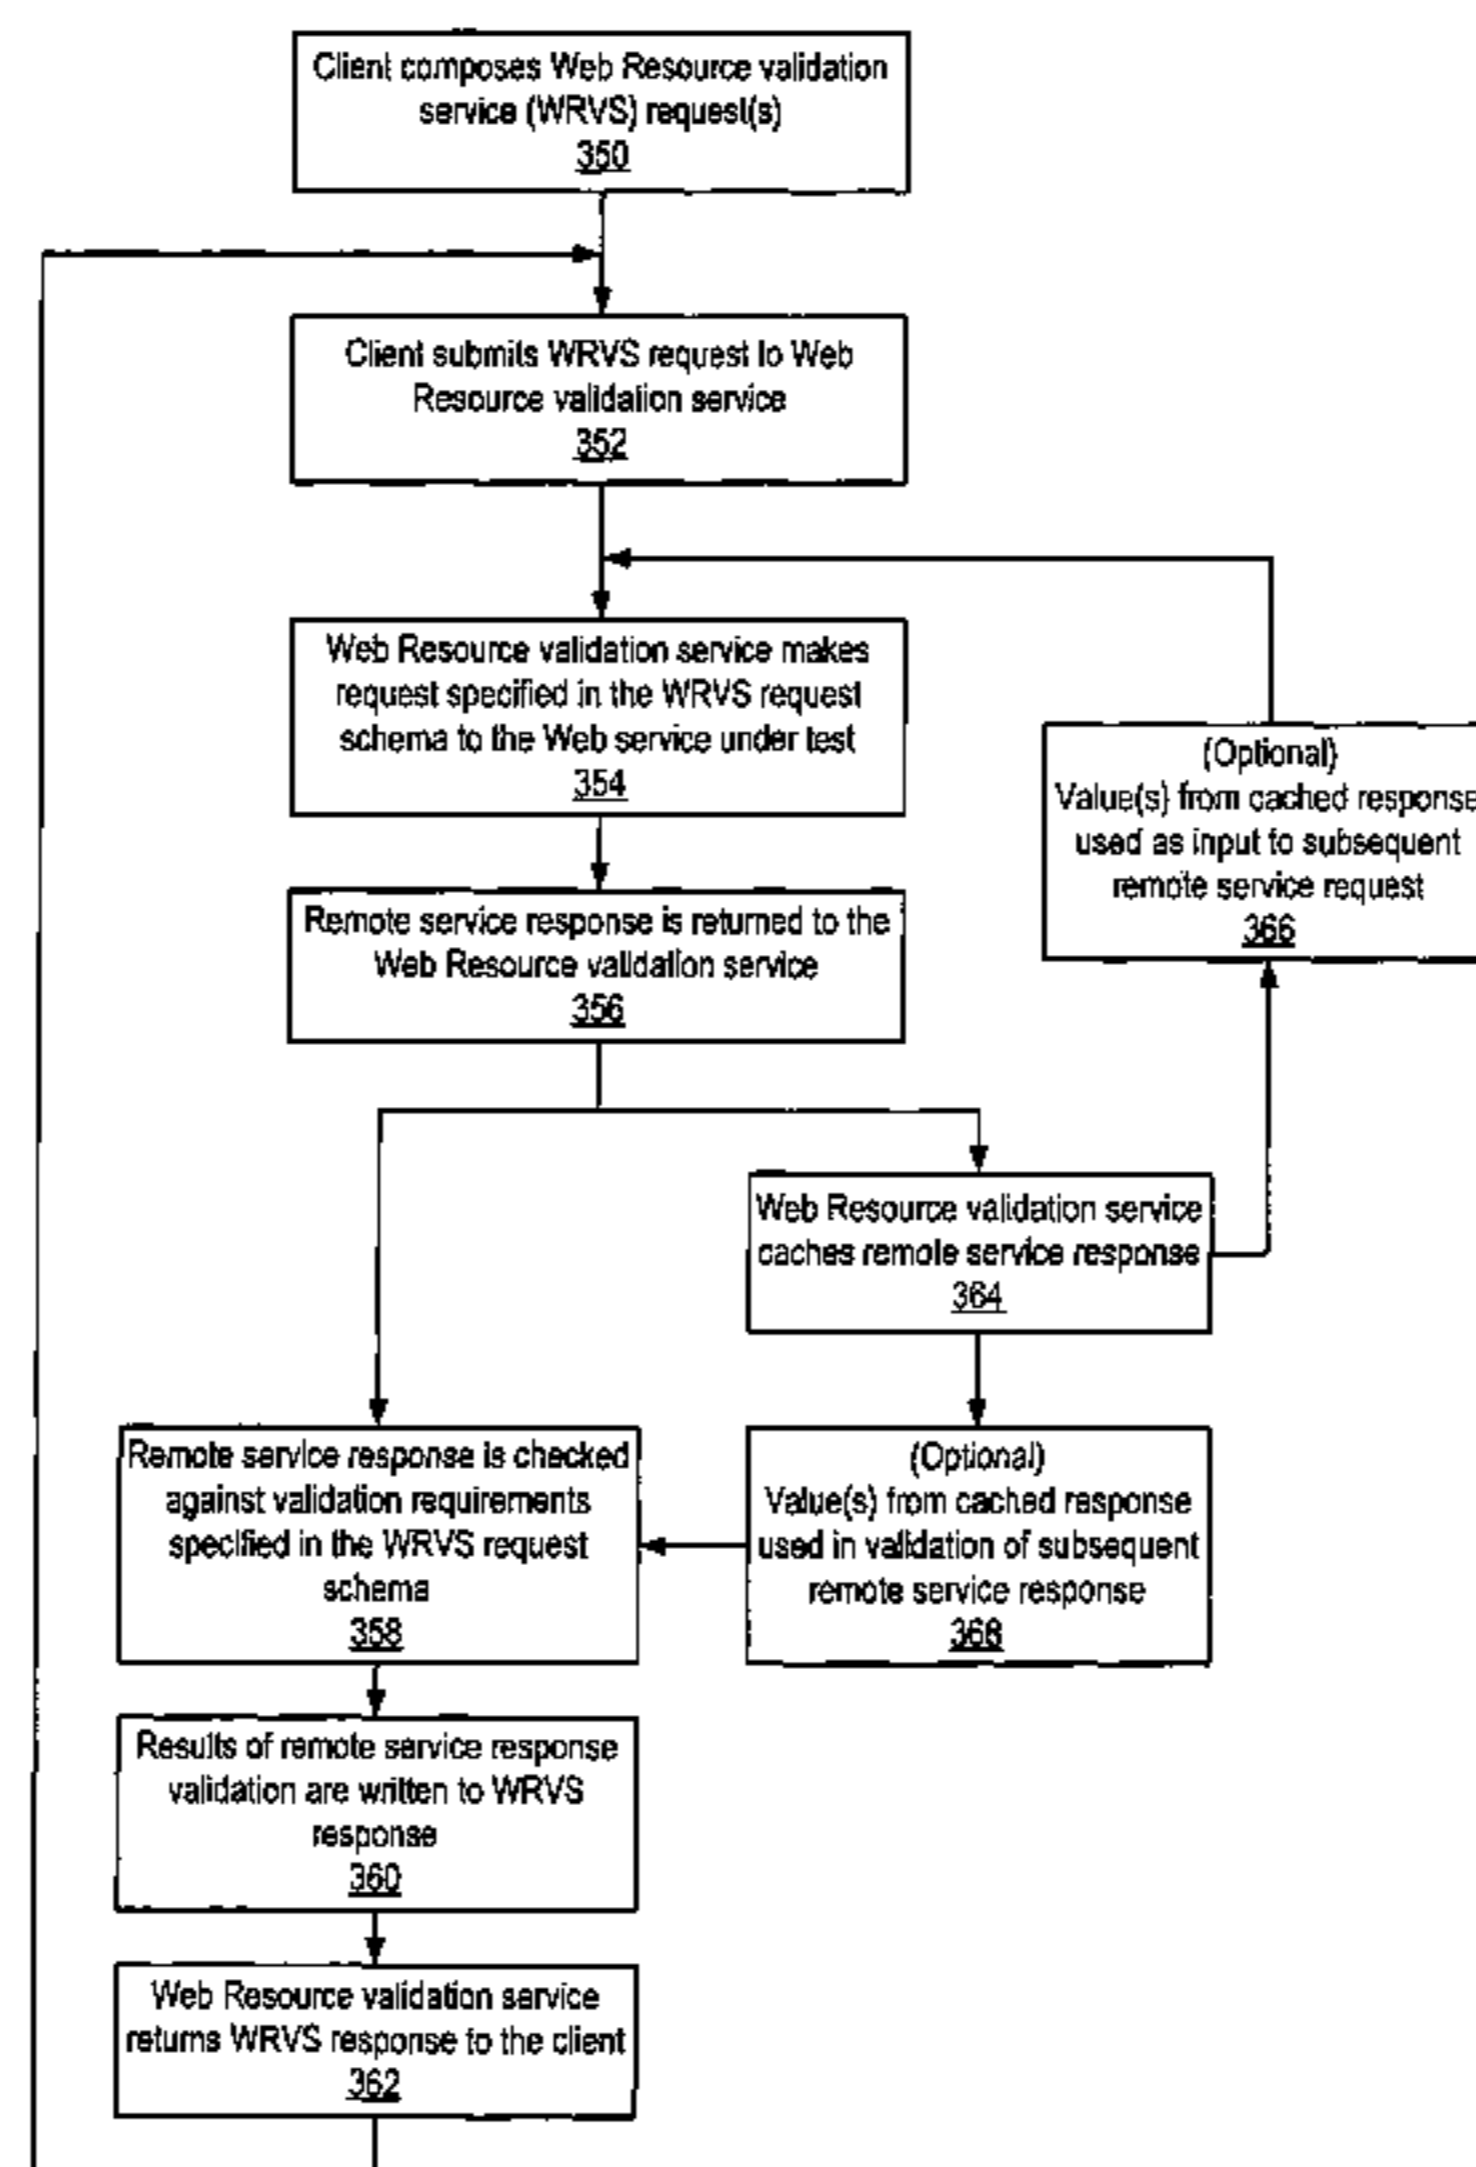 Client composes Web Resource validation
service (WRVS) request(s)
350
Client submits WRVS request to Web
Resource validation service
352
Web Resource validation service makes
request specified in the WRVS request
schema to the Web service under test
354
(Optional)
Value(s) from cached response
used as input to subsequent
remote service request
366
Remote service response is returned to the
Web Resource validation service
356
Web Resource validation service
caches remote service response
364
Remote service response is checked
against validation requirements
specified in the WRVS request
schema
358
(Optional)
Value(s) from cached response
used in validation of subsequent
remote service response
368
Results of remote service response
validation are written to WRVS
response
360
Web Resource validation service
returns WRVS response to the client
362